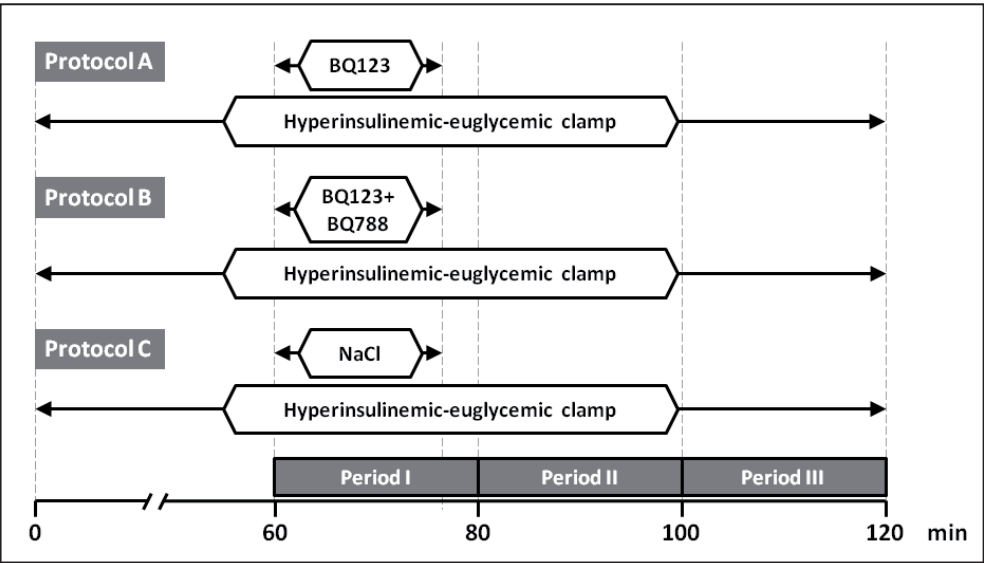 Protocol A
BQ123
Hyperinsulinemic-euglycemic clamp
Protocol B
BQ123+
BQ788
Hyperinsulinemic-euglycemic clamp
Protocol C
NaCl
Hyperinsulinemic-euglycemic clamp
Period I Period II Period III
0 60 80 100 120 min